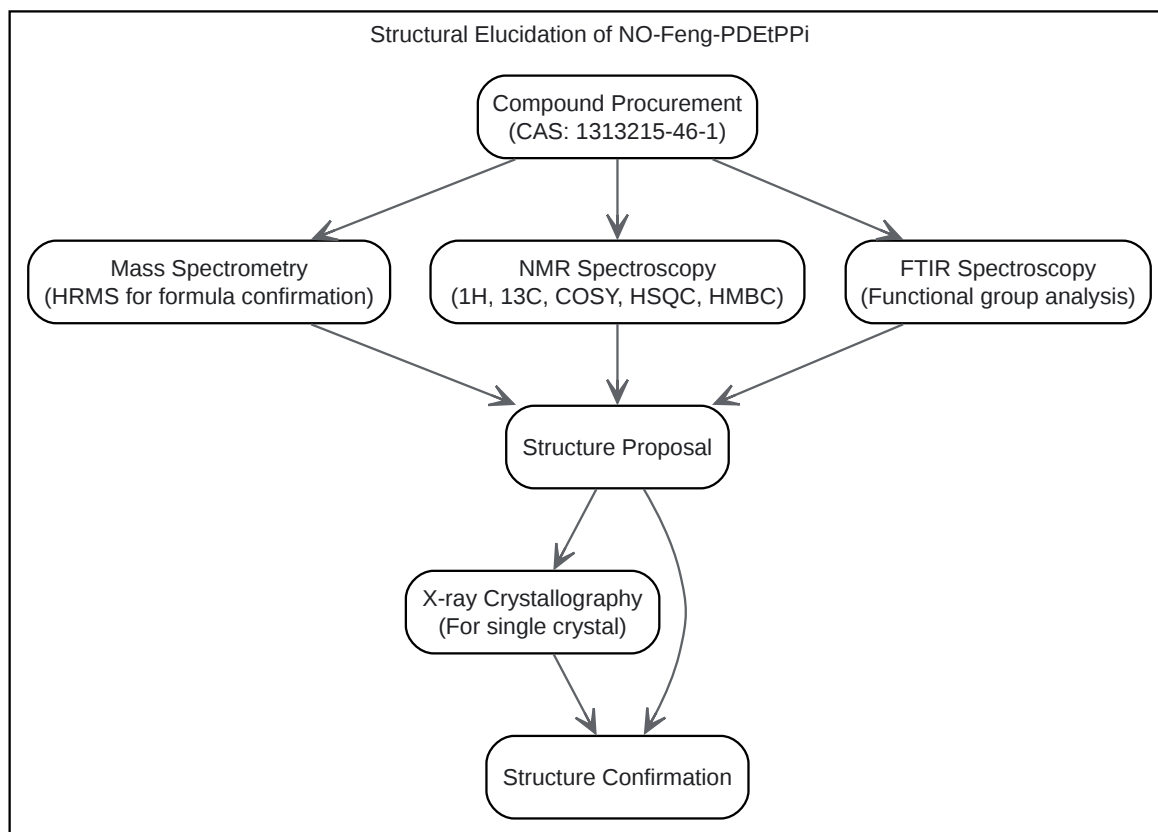 Structural Elucidation of NO-Feng-PDEtPPi
Compound Procurement
(CAS: 1313215-46-1)
Mass Spectrometry
(HRMS for formula confirmation)
NMR Spectroscopy
(1H, 13C, COSY, HSQC, HMBC)
FTIR Spectroscopy
(Functional group analysis)
Structure Proposal
X-ray Crystallography
(For single crystal)
Structure Confirmation